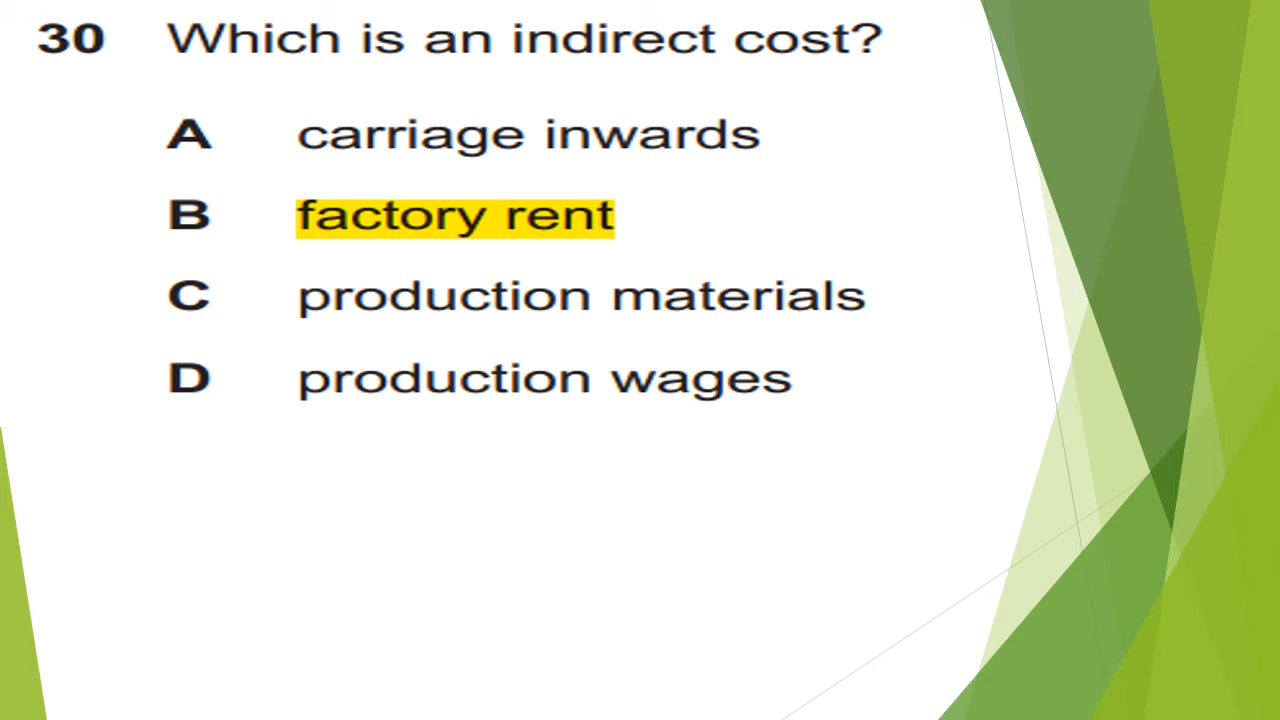 30 Which is an indirect cost?
A carriage inwards
B factory rent
C production materials
D production wages